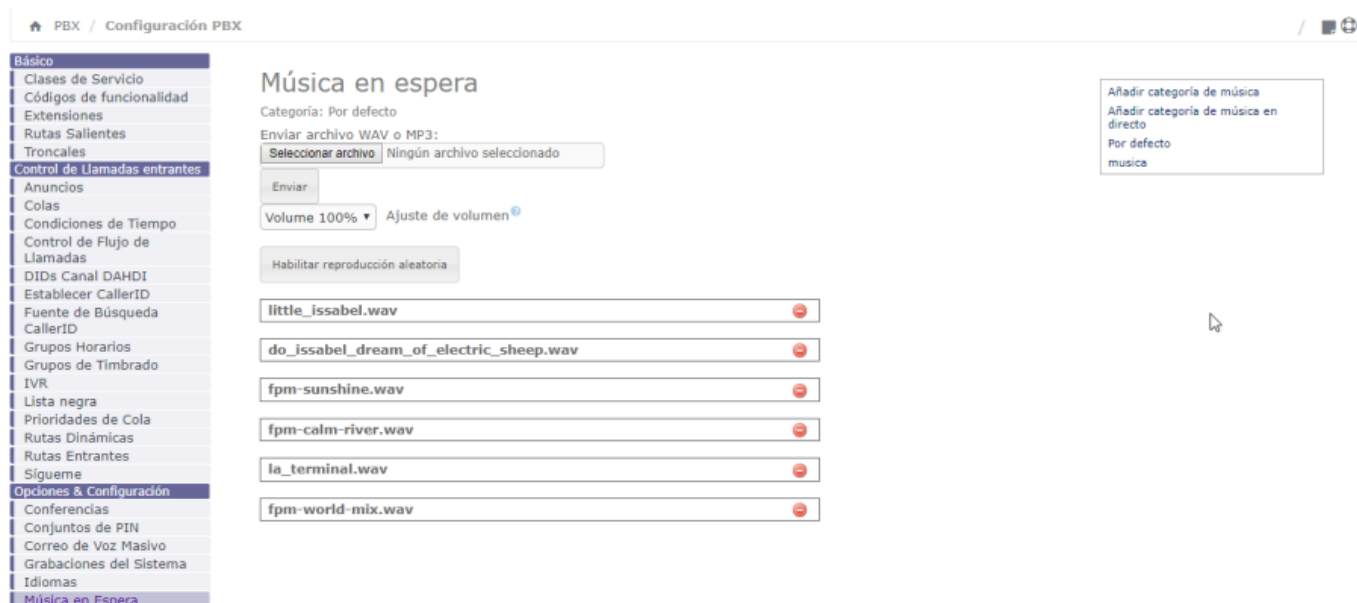 PBX / Configuración PBX
/
Básico
Clases de Servicio
Códigos de funcionalidad
Extensiones
Rutas Salientes
Troncales
Control de Llamadas entrantes
Anuncios
Colas
Condiciones de Tiempo
Control de Flujo de
Llamadas
DIDs Canal DAHDI
Establecer CallerID
Fuente de Búsqueda
CallerID
Grupos Horarios
Grupos de Timbrado
IVR
Lista negra
Prioridades de Cola
Rutas Dinámicas
Rutas Entrantes
Sígueme
Opciones & Configuración
Conferencias
Conjuntos de PIN
Correo de Voz Masivo
Grabaciones del Sistema
Idiomas
Música en Espera
Música en espera
Categoría: Por defecto
Enviar archivo WAV o MP3:
Seleccionar archivo Ningún archivo seleccionado
Enviar
Volume 100% Ajuste de volumen
Habilitar reproducción aleatoria
little_issabel.wav
do_issabel_dream_of_electric_sheep.wav
fpm-sunshine.wav
fpm-calm-river.wav
la_terminal.wav
fpm-world-mix.wav
Añadir categoría de música
Añadir categoría de música en
directo
Por defecto
musica